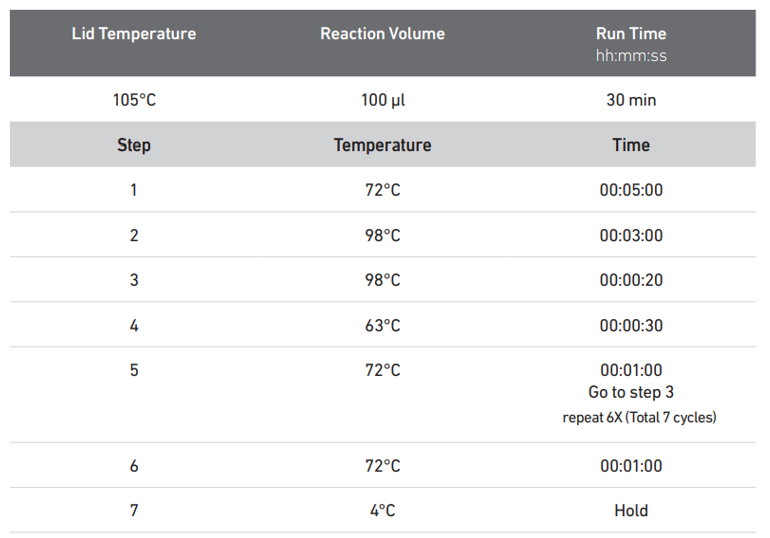 Lid Temperature Reaction Volume Run Time
hh:mm:ss
105°C 100 µl 30 min
Step Temperature Time
1 72°C 00:05:00
2 98°C 00:03:00
3 98°C 00:00:20
4 63°C 00:00:30
5 72°C 00:01:00
Go to step 3
repeat 6X (Total 7 cycles)
6 72°C 00:01:00
7 4°C Hold